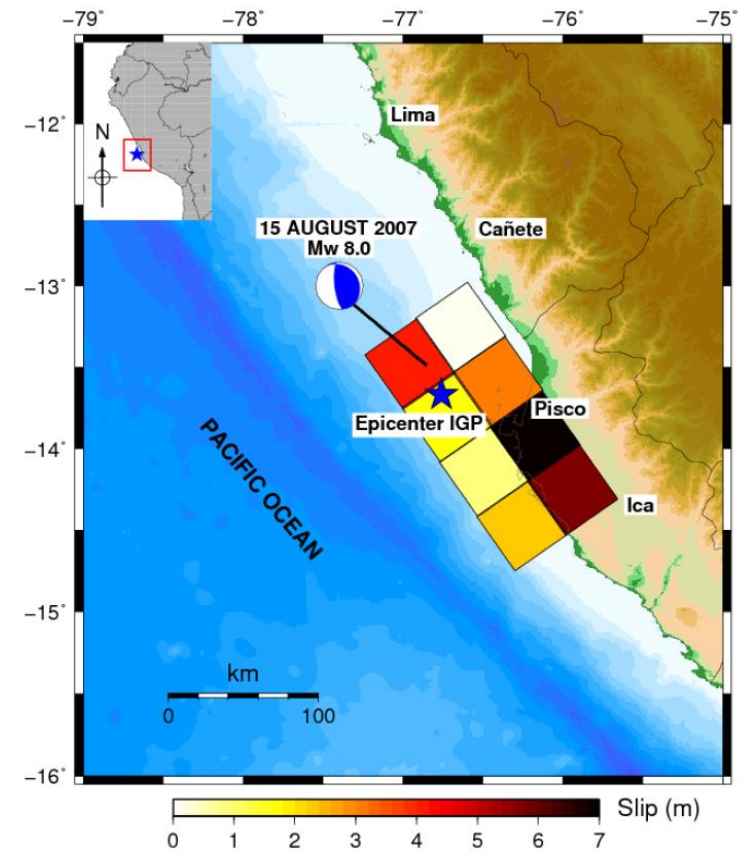 −79˚ −78˚ −77˚ −76˚ −75˚
−12˚
−13˚
−14˚
−15˚
−16˚
N
Lima
Cañete
15 AUGUST 2007
Mw 8.0
Pisco
Epicenter IGP
Ica
PACIFIC OCEAN
km
0 100
Slip (m)
0 1 2 3 4 5 6 7